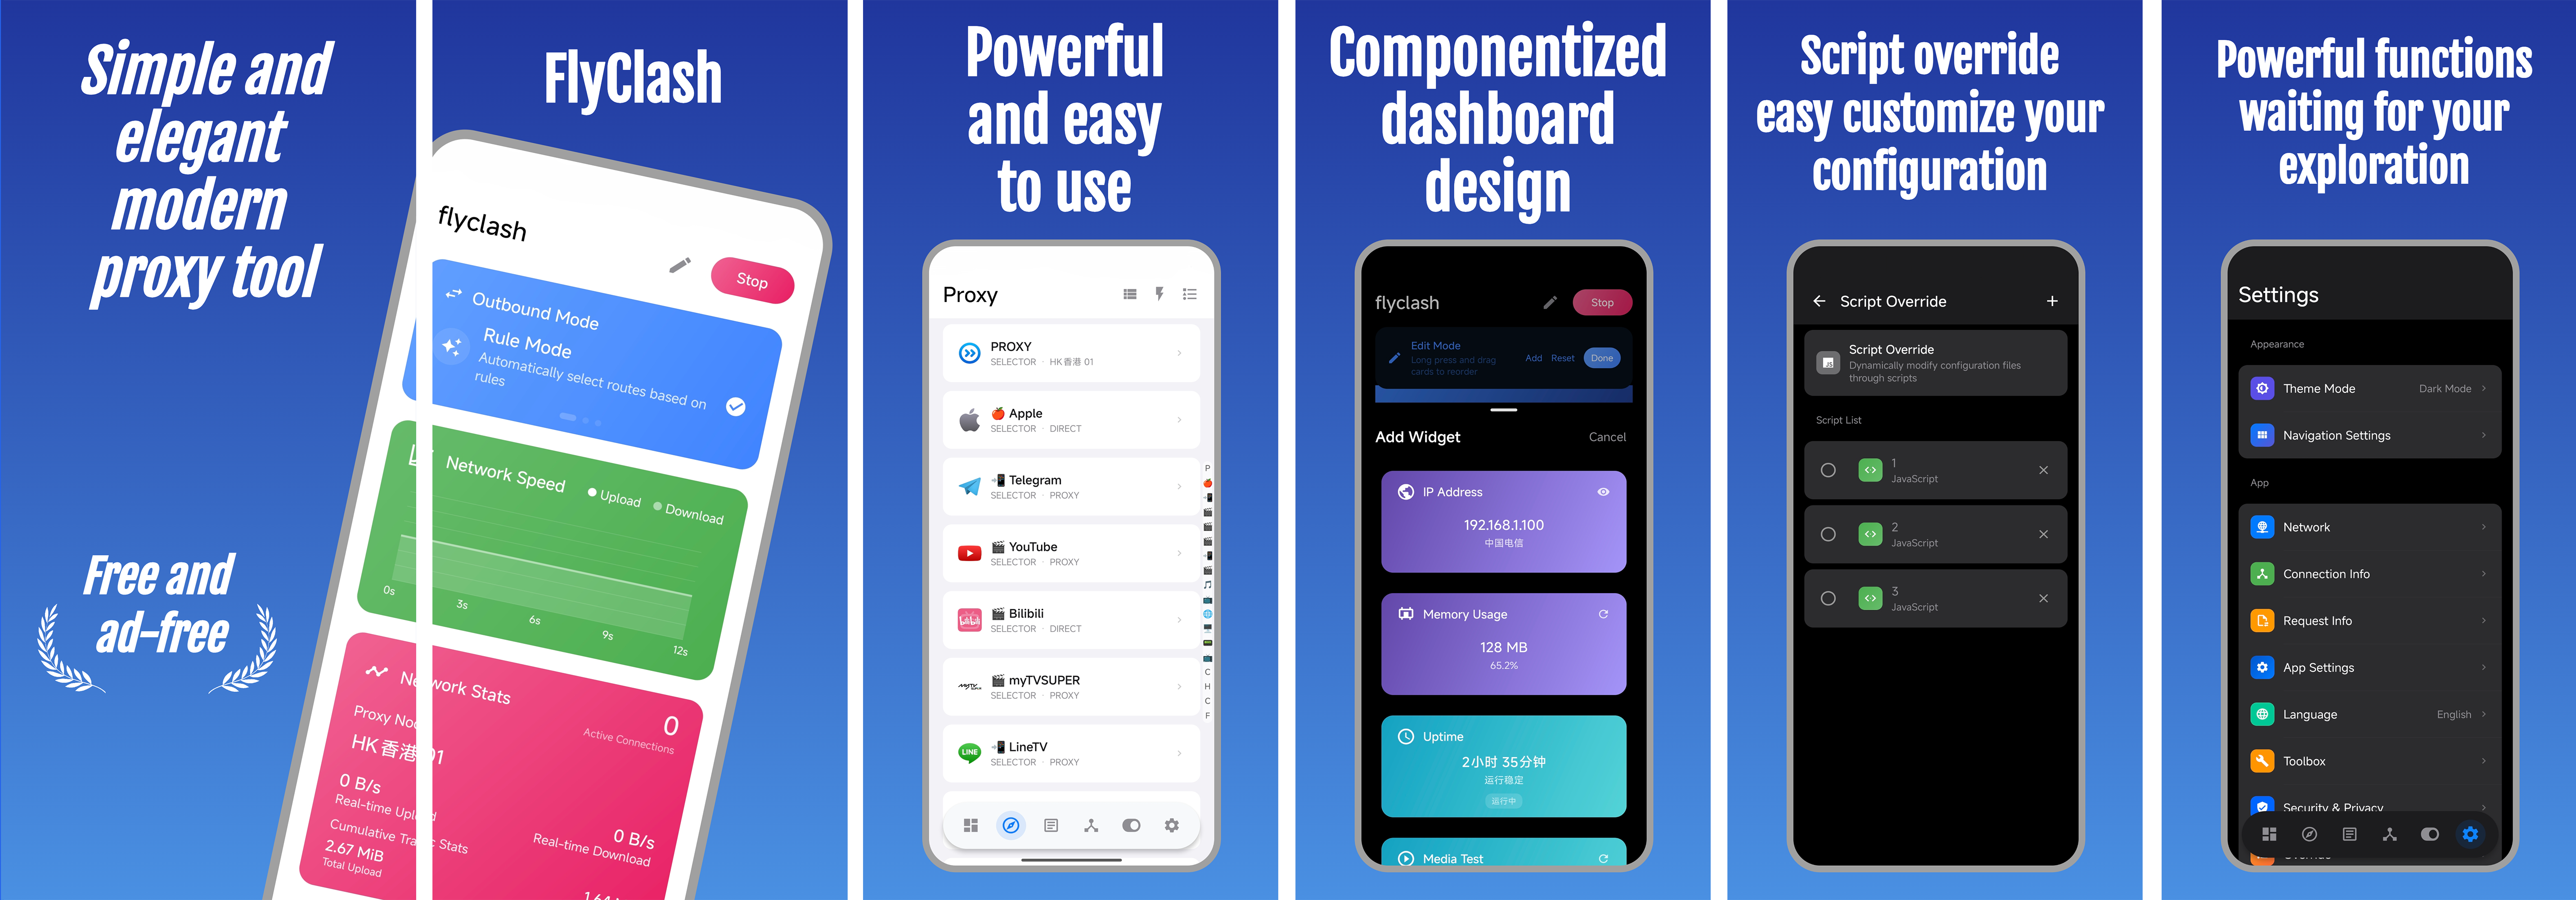 Simple and
elegant
modern
proxy tool
Free and
ad-free
FlyClash
flyclash
Stop
Outbound Mode
Rule Mode
Automatically select routes based on
rules
Network Speed
Upload
Download
0s
3s
6s
9s
12s
Network Stats
0
Active Connections
HK香港 01
0 B/s
Real-time Upload
0 B/s
Real-time Download
Cumulative Traffic Stats
2.67 MiB
Total Upload
Powerful
and easy
to use
Proxy
PROXY
SELECTOR · HK香港 01
🍎 Apple
SELECTOR · DIRECT
📲 Telegram
SELECTOR · PROXY
🎬 YouTube
SELECTOR · PROXY
🎬 Bilibili
SELECTOR · DIRECT
🎬 myTVSUPER
SELECTOR · PROXY
LINE
📲 LineTV
SELECTOR · PROXY
P
C
H
C
F
Componentized
dashboard
design
flyclash
Stop
Edit Mode
Long press and drag
cards to reorder
Add Reset Done
Add Widget
Cancel
IP Address
192.168.1.100
中国电信
Memory Usage
128 MB
65.2%
Uptime
2小时 35分钟
运行稳定
运行中
Media Test
Script override
easy customize your
configuration
Script Override
Script Override
Dynamically modify configuration files
through scripts
Script List
1
JavaScript
2
JavaScript
3
JavaScript
Powerful functions
waiting for your
exploration
Settings
Appearance
Theme Mode
Dark Mode
Navigation Settings
App
Network
Connection Info
Request Info
App Settings
Language
English
Toolbox
Security & Privacy